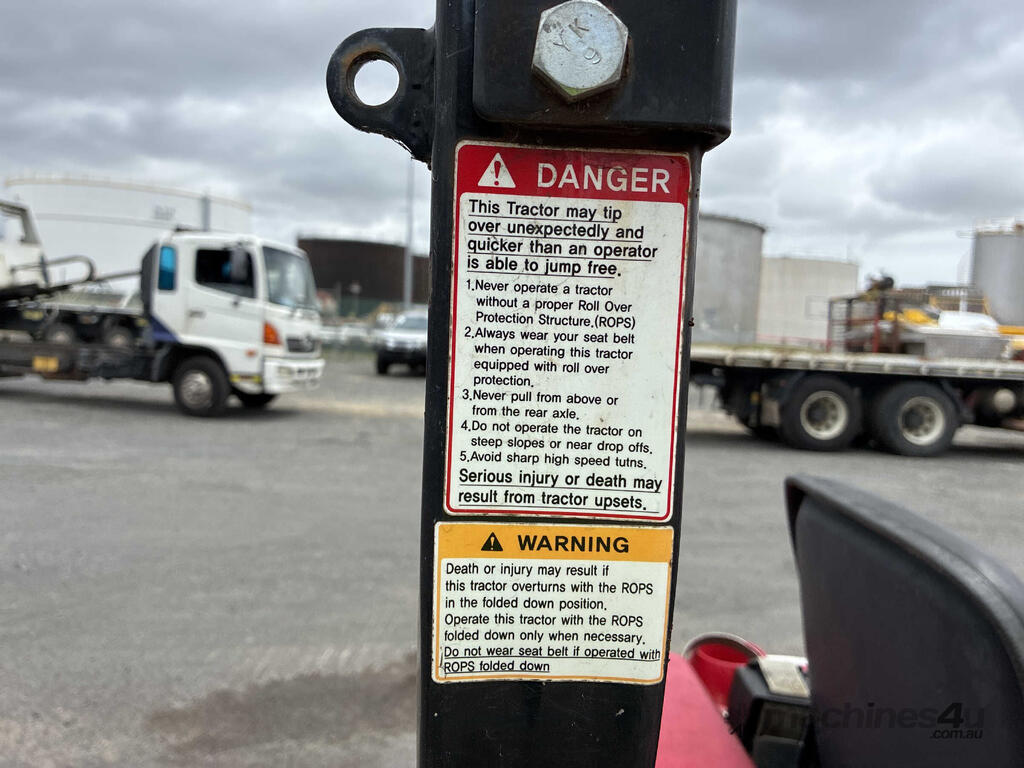 YK
9
DANGER
This Tractor may tip
over unexpectedly and
quicker than an operator
is able to jump free.
1.Never operate a tractor
without a proper Roll Over
Protection Structure.(ROPS)
2.Always wear your seat belt
when operating this tractor
equipped with roll over
protection.
3.Never pull from above or
from the rear axle.
4.Do not operate the tractor on
steep slopes or near drop offs.
5.Avoid sharp high speed tutns.
Serious injury or death may
result from tractor upsets.
WARNING
Death or injury may result if
this tractor overturns with the ROPS
in the folded down position.
Operate this tractor with the ROPS
folded down only when necessary.
Do not wear seat belt if operated with
ROPS folded down
machines4u
.com.au